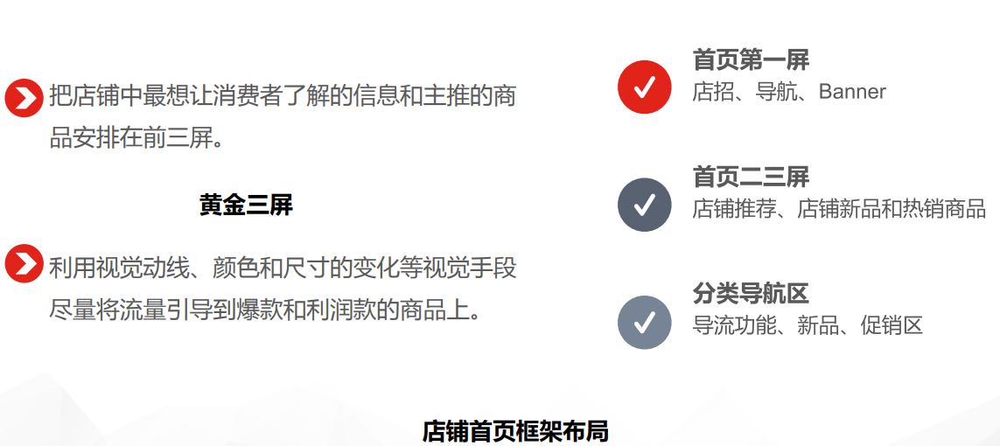 把店铺中最想让消费者了解的信息和主推的商
品安排在前三屏。
黄金三屏
利用视觉动线、颜色和尺寸的变化等视觉手段
尽量将流量引导到爆款和利润款的商品上。
首页第一屏
店招、导航、Banner
首页二三屏
店铺推荐、店铺新品和热销商品
分类导航区
导流功能、新品、促销区
店铺首页框架布局